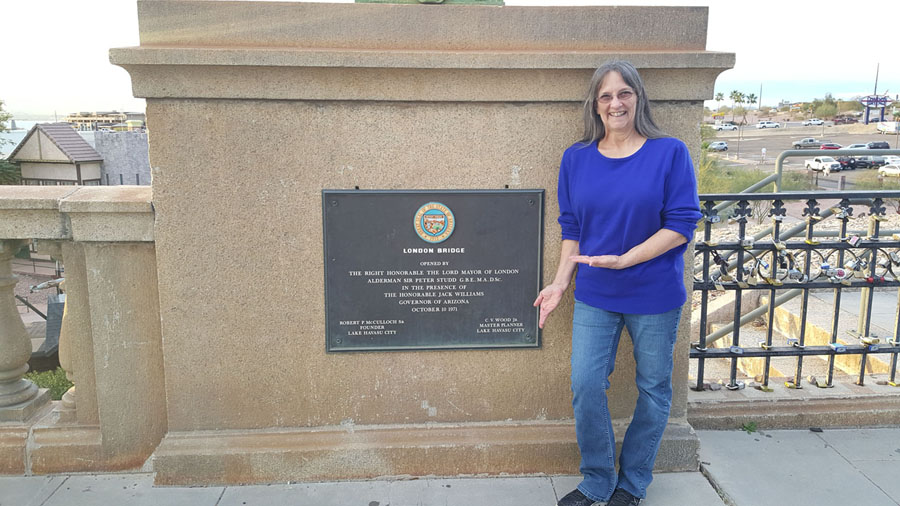 LONDON BRIDGE
OPENED BY
THE RIGHT HONORABLE THE LORD MAYOR OF LONDON
ALDERMAN SIR PETER STUDD G.B.E. M.A. D.Sc.
IN THE PRESENCE OF
THE HONORABLE JACK WILLIAMS
GOVERNOR OF ARIZONA
OCTOBER 10 1971
ROBERT P McCULLOCH SR
FOUNDER
LAKE HAVASU CITY
C. V. WOOD JR.
MASTER PLANNER
LAKE HAVASU CITY